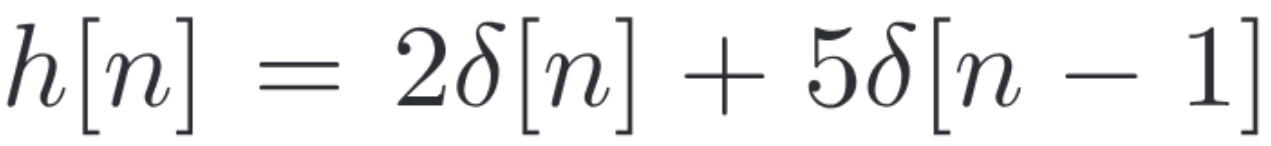 h[n] = 2δ[n] + 5δ[n − 1]